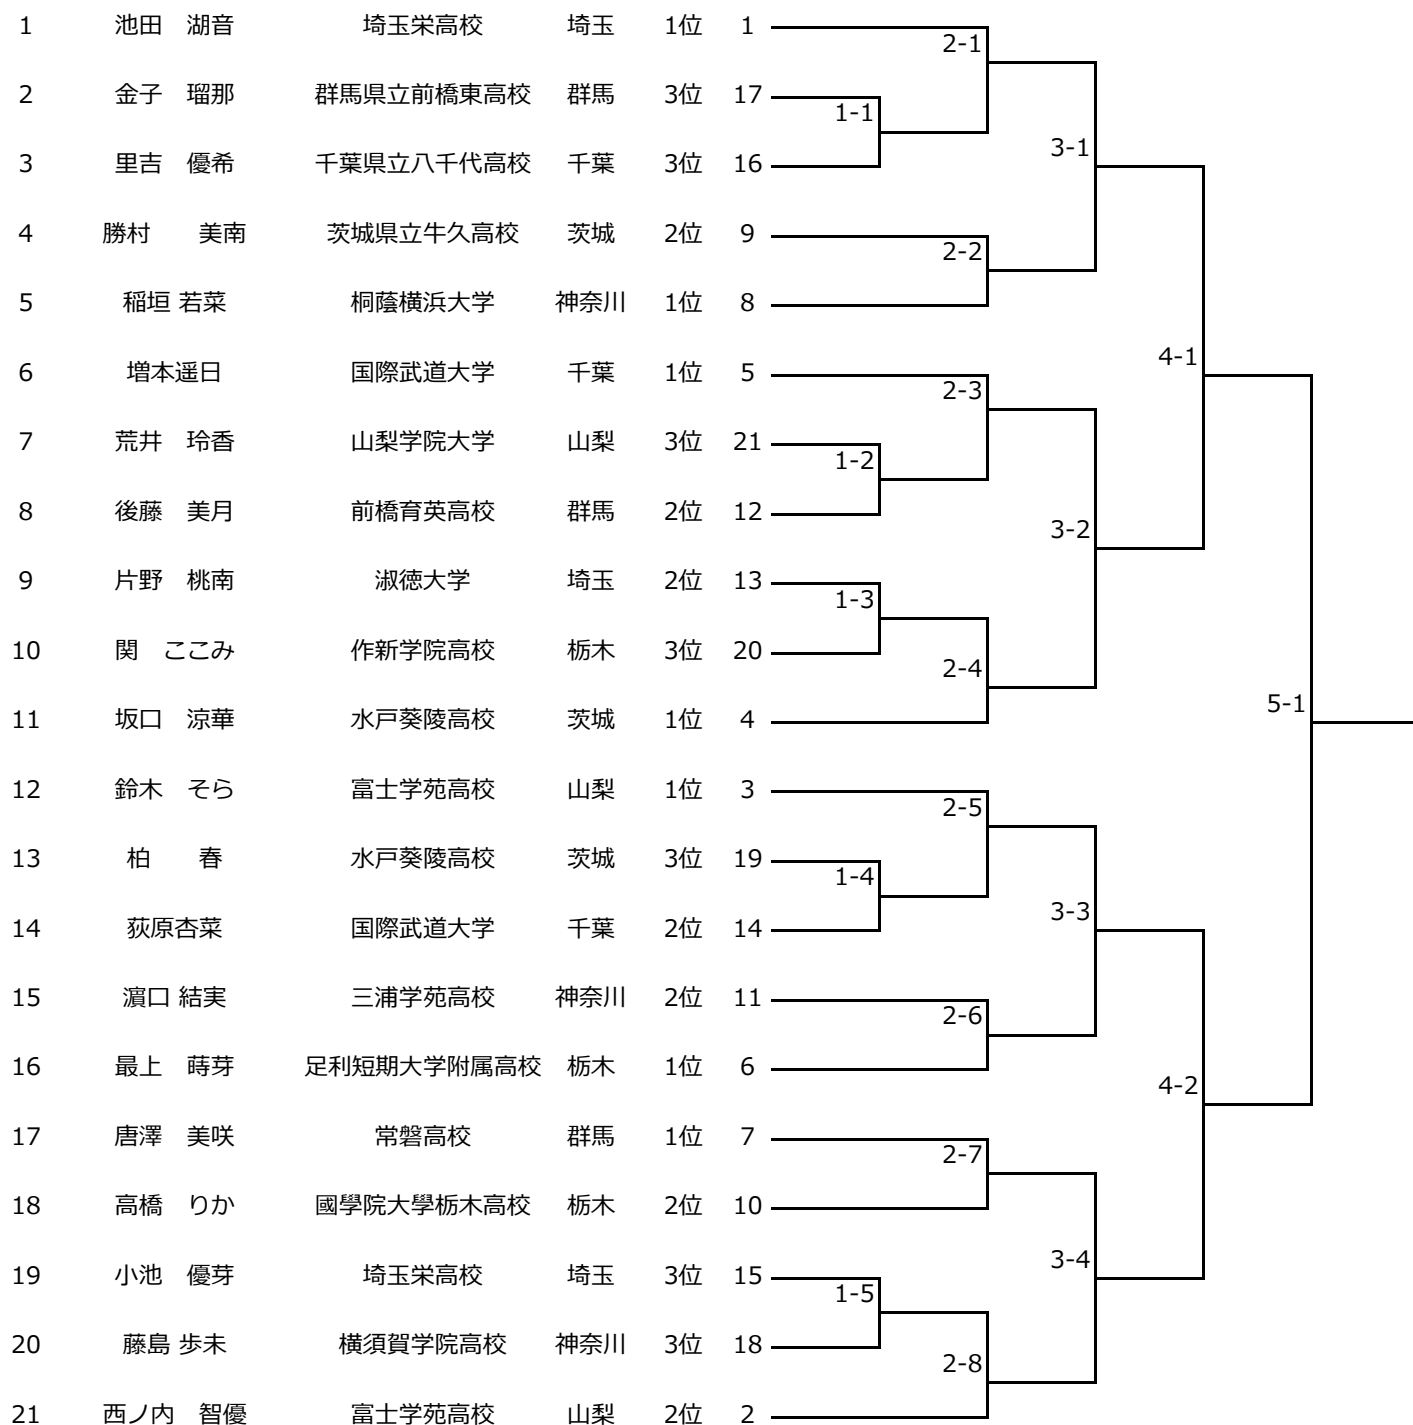 1 池田　湖音 埼玉栄高校 埼玉 1位 1
2-1
2 金子　瑠那 群馬県立前橋東高校 群馬 3位 17
1-1
3-1
3 里吉　優希 千葉県立八千代高校 千葉 3位 16
4 勝村　　美南 茨城県立牛久高校 茨城 2位 9
2-2
5 稲垣 若菜 桐蔭横浜大学 神奈川 1位 8
4-1
6 増本遥日 国際武道大学 千葉 1位 5
2-3
7 荒井　玲香 山梨学院大学 山梨 3位 21
1-2
8 後藤　美月 前橋育英高校 群馬 2位 12
3-2
9 片野　桃南 淑徳大学 埼玉 2位 13
1-3
10 関　ここみ 作新学院高校 栃木 3位 20
2-4
5-1
11 坂口　涼華 水戸葵陵高校 茨城 1位 4
12 鈴木　そら 富士学苑高校 山梨 1位 3
2-5
13 柏　　春 水戸葵陵高校 茨城 3位 19
1-4
3-3
14 荻原杏菜 国際武道大学 千葉 2位 14
15 濵口 結実 三浦学苑高校 神奈川 2位 11
2-6
16 最上　蒔芽 足利短期大学附属高校 栃木 1位 6
4-2
17 唐澤　美咲 常磐高校 群馬 1位 7
2-7
18 高橋　りか 國學院大學栃木高校 栃木 2位 10
3-4
19 小池　優芽 埼玉栄高校 埼玉 3位 15
1-5
20 藤島 歩未 横須賀学院高校 神奈川 3位 18
2-8
21 西ノ内　智優 富士学苑高校 山梨 2位 2